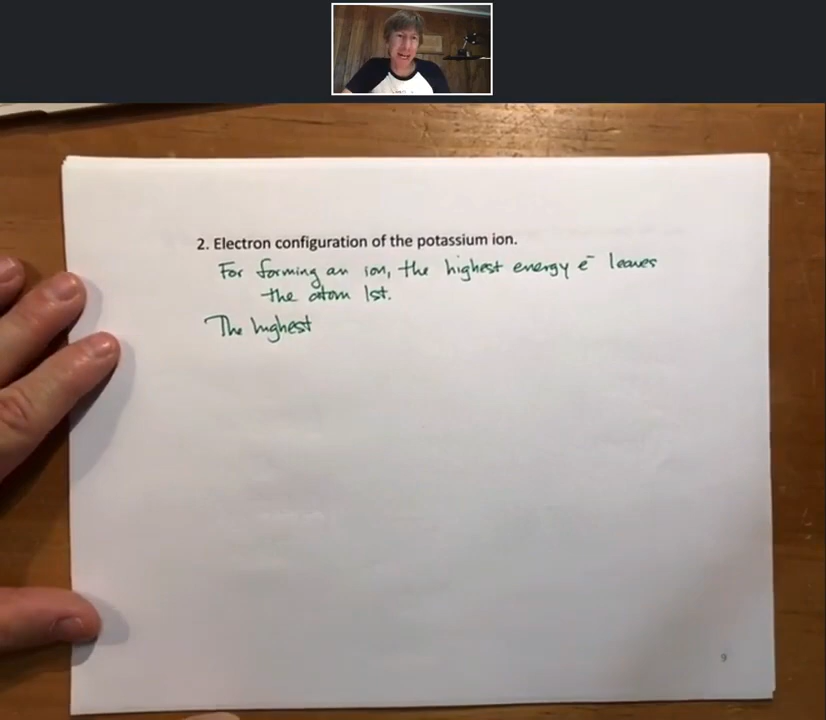 2. Electron configuration of the potassium ion.
For forming an ion, the highest energy e⁻ leaves
the atom 1st.
The highest
9